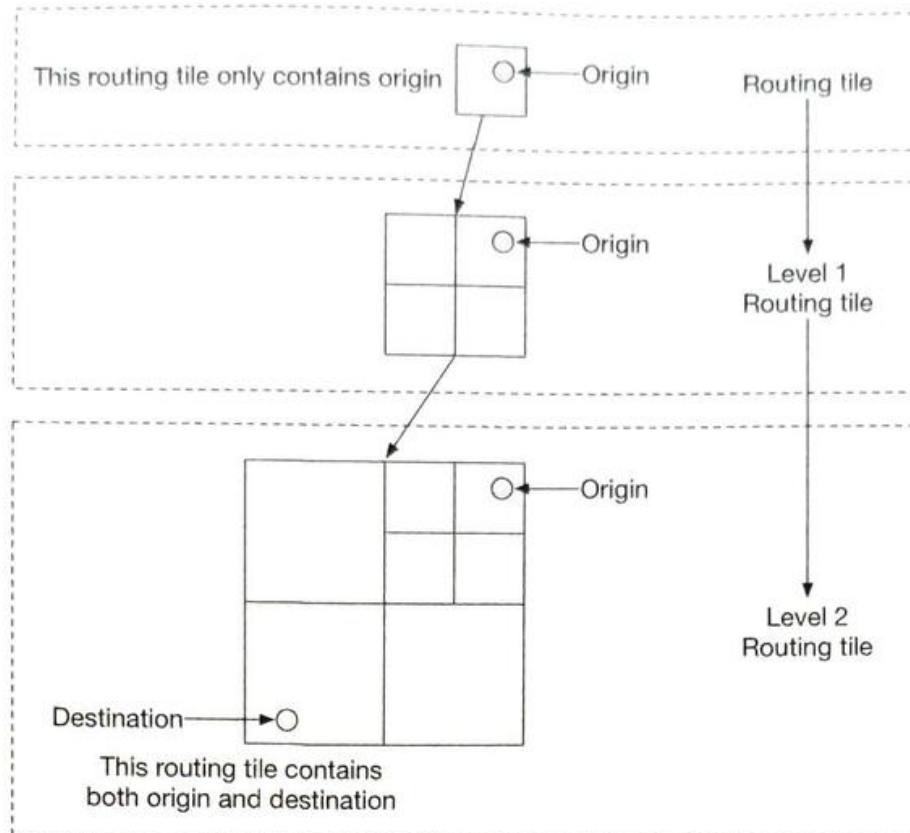 This routing tile only contains origin
Origin
Routing tile
Origin
Level 1
Routing tile
Origin
Level 2
Routing tile
Destination
This routing tile contains
both origin and destination